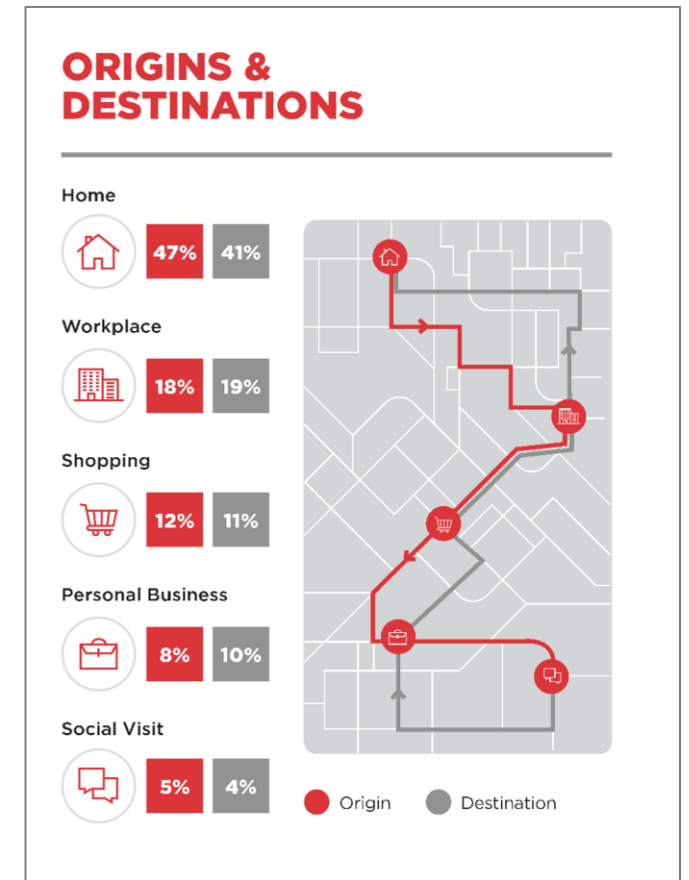 ORIGINS &
DESTINATIONS
Home
47% 41%
Workplace
18% 19%
Shopping
12% 11%
Personal Business
8% 10%
Social Visit
5% 4%
Origin Destination